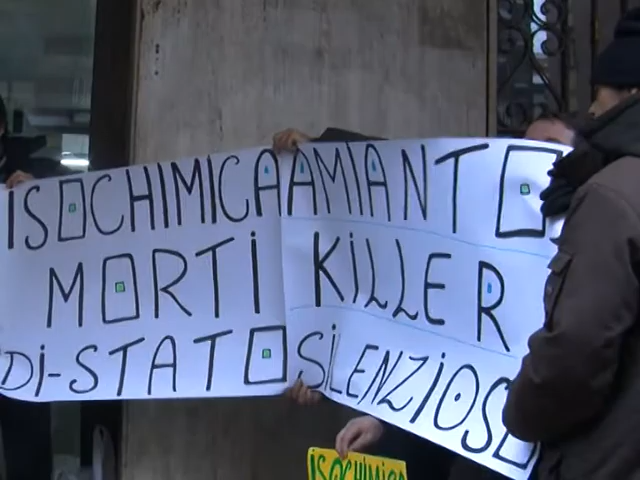 ISOCHIMICA
MORTI
DI-STATO
AMIANTO
KILLER
SILENZIOSO
ISOCHIMICA